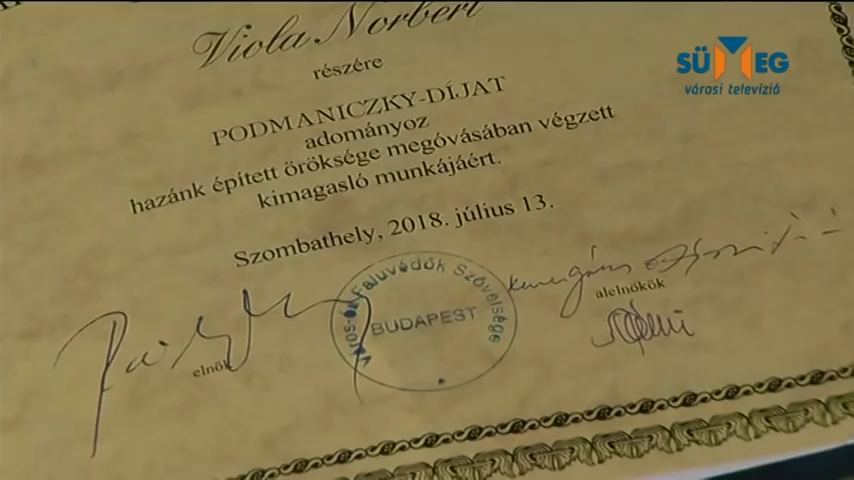 Viola Norbert
részére
PODMANICZKY-DÍJAT
adományoz
hazánk épített öröksége megóvásában végzett
kimagasló munkájáért.
Szombathely, 2018. július 13.
Város- és Faluvédők Szövetsége
BUDAPEST
elnök
alelnökök
SÜMEG
városi televízió